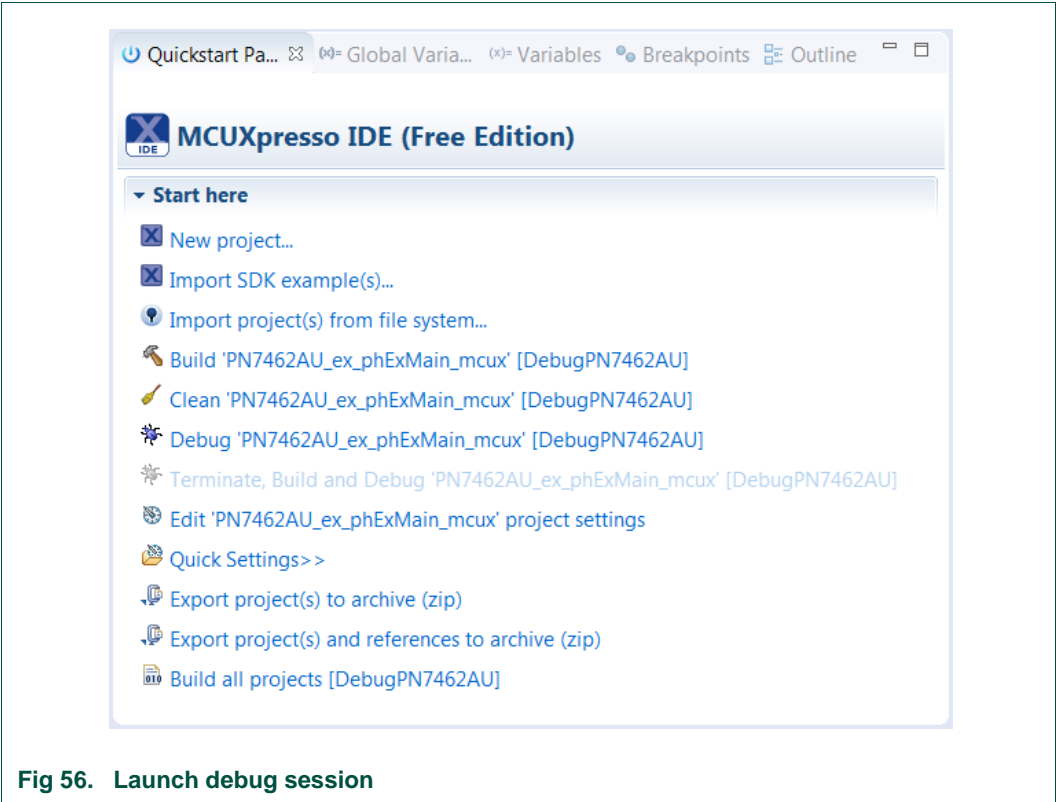 Quickstart Pa... (x)= Global Varia... (x)= Variables Breakpoints Outline
IDE MCUXpresso IDE (Free Edition)
Start here
New project...
Import SDK example(s)...
Import project(s) from file system...
Build 'PN7462AU_ex_phExMain_mcux' [DebugPN7462AU]
Clean 'PN7462AU_ex_phExMain_mcux' [DebugPN7462AU]
Debug 'PN7462AU_ex_phExMain_mcux' [DebugPN7462AU]
Terminate, Build and Debug 'PN7462AU_ex_phExMain_mcux' [DebugPN7462AU]
Edit 'PN7462AU_ex_phExMain_mcux' project settings
Quick Settings>>
Export project(s) to archive (zip)
Export project(s) and references to archive (zip)
010 Build all projects [DebugPN7462AU]
Fig 56. Launch debug session